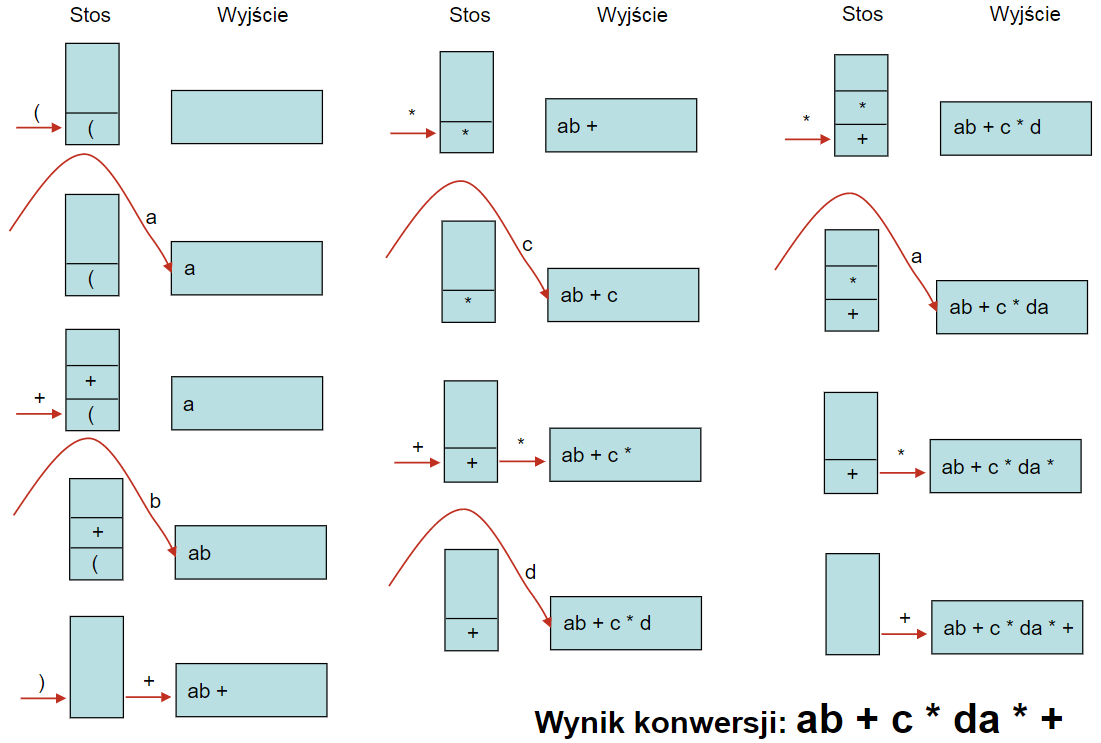 Stos Wyjście
(
(
a
(
a
+
+
(
a
b
+
(
ab
)
+
ab +
Stos Wyjście
*
*
ab +
c
*
ab + c
+
+
*
ab + c *
d
+
ab + c * d
Stos Wyjście
*
*
+
ab + c * d
a
*
+
ab + c * da
+
*
ab + c * da *
+
ab + c * da * +
Wynik konwersji: ab + c * da * +